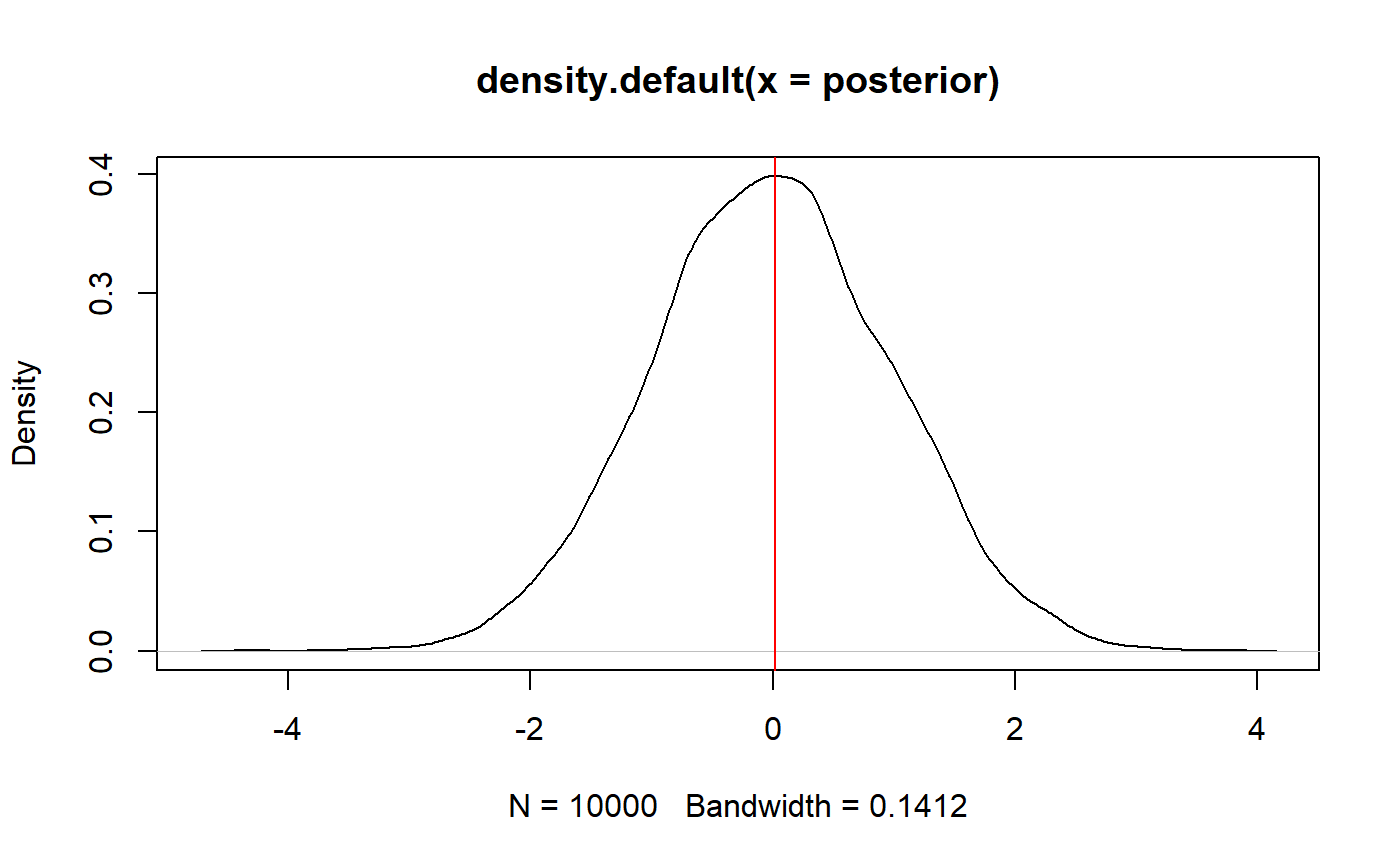 density.default(x = posterior)
Density
0.4
0.3
0.2
0.1
0.0
-4 -2 0 2 4
N = 10000 Bandwidth = 0.1412